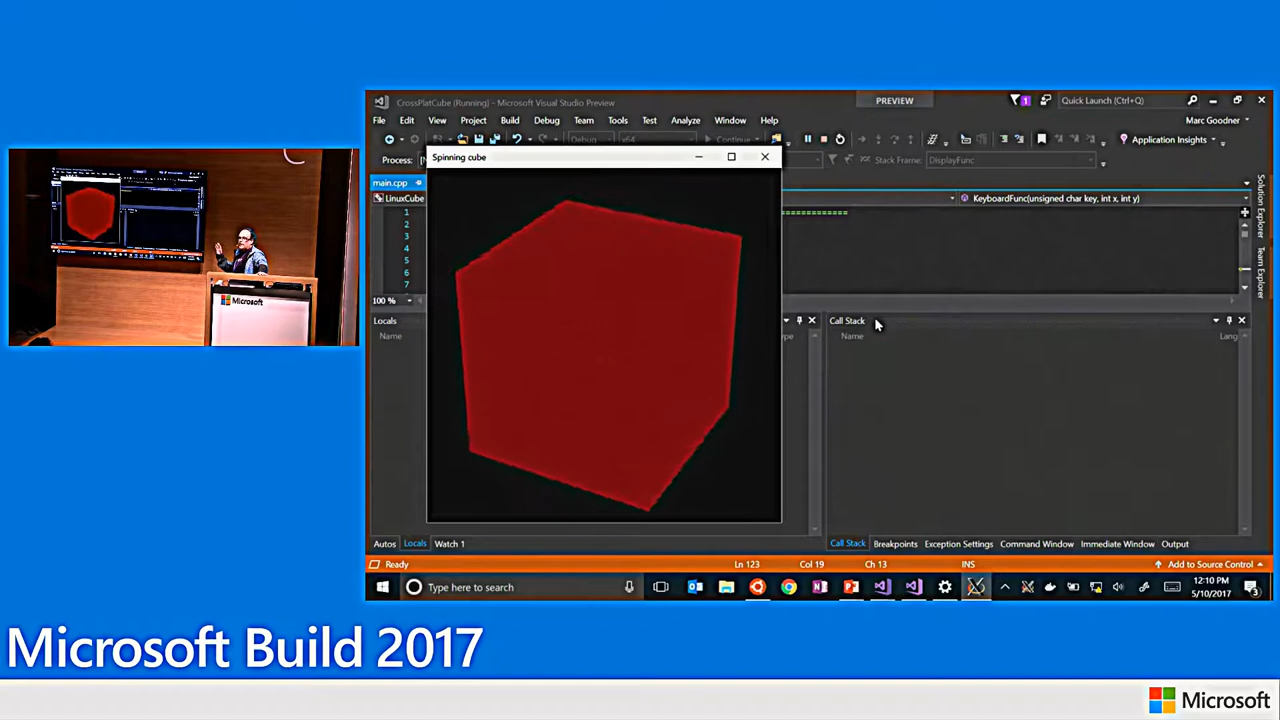 CrossPlatCube (Running) - Microsoft Visual Studio Preview
PREVIEW
1
Quick Launch (Ctrl+Q)
File Edit View Project Build Debug Team Tools Test Analyze Window Help
Marc Goodner
Debug x64 Continue
Application Insights
Process:
Stack Frame: DisplayFunc
Spinning cube
main.cpp
LinuxCube
KeyboardFunc(unsigned char key, int x, int y)
1
2
3
4
5
6
7
100 %
Solution Explorer
Team Explorer
Locals
Call Stack
Name
Name
Lang
Autos Locals Watch 1
Call Stack Breakpoints Exception Settings Command Window Immediate Window Output
Ready Ln 123 Col 19 Ch 13 INS Add to Source Control
Type here to search
12:10 PM
5/10/2017
3
Microsoft
Microsoft Build 2017
Microsoft